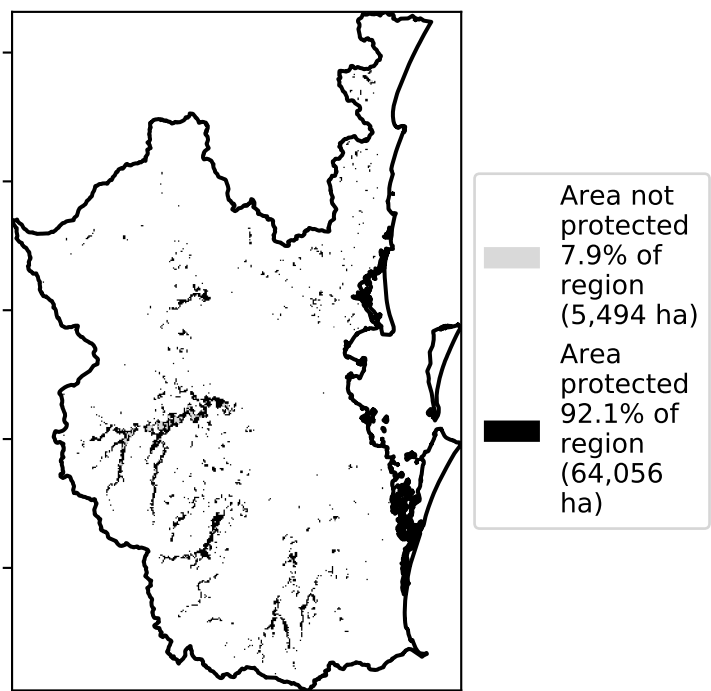 Area not
protected
7.9% of
region
(5,494 ha)
Area
protected
92.1% of
region
(64,056
ha)